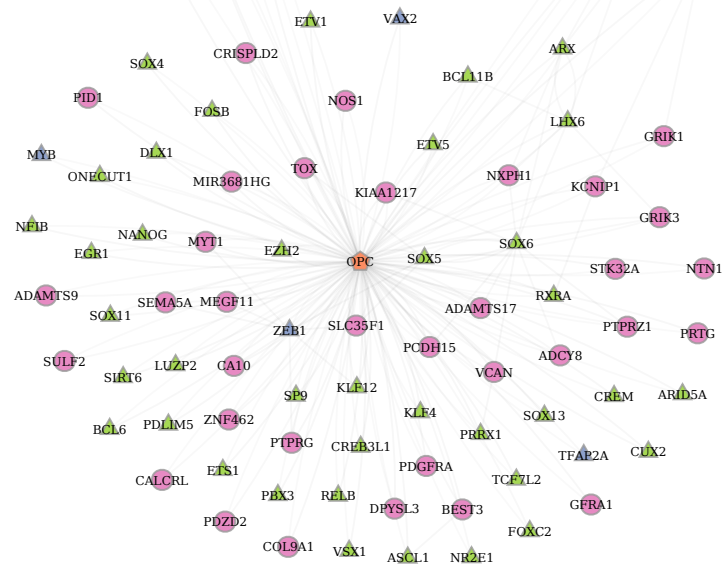 ETV1
VAX2
CRISPLD2
ARX
SOX4
BCL11B
PID1
NOS1
FOSB
LHX6
GRIK1
ETV5
MYB
DLX1
TOX
ONECUT1
MIR3681HG
NXPH1
KCNIP1
KIAA1217
GRIK3
NFIB
NANOG
MYT1
SOX6
EGR1
EZH2
SOX5
OPC
STK32A
NTN1
ADAMTS9
RXRA
SEMA5A
MEGF11
ADAMTS17
SOX11
SLC35F1
PTPRZ1
PRTG
ZEB1
PCDH15
ADCY8
SULF2
LUZP2
CA10
VCAN
SIRT6
KLF12
SP9
CREM
ARID5A
KLF4
SOX13
BCL6
PDLIM5
ZNF462
PRRX1
PTPRG
CREB3L1
TFAP2A
CUX2
ETS1
PDGFRA
CALCRL
TCF7L2
PBX3
RELB
DPYSL3
BEST3
GFRA1
PDZD2
FOXC2
COL9A1
VSX1
ASCL1
NR2E1